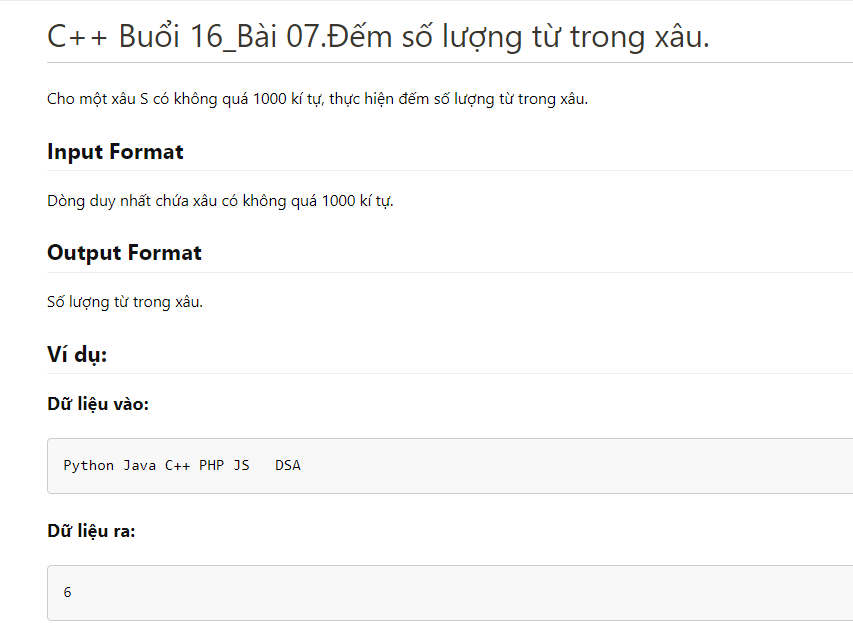 C++ Buổi 16_Bài 07.Đếm số lượng từ trong xâu.
Cho một xâu S có không quá 1000 kí tự, thực hiện đếm số lượng từ trong xâu.
Input Format
Dòng duy nhất chứa xâu có không quá 1000 kí tự.
Output Format
Số lượng từ trong xâu.
Ví dụ:
Dữ liệu vào:
Python Java C++ PHP JS   DSA
Dữ liệu ra:
6